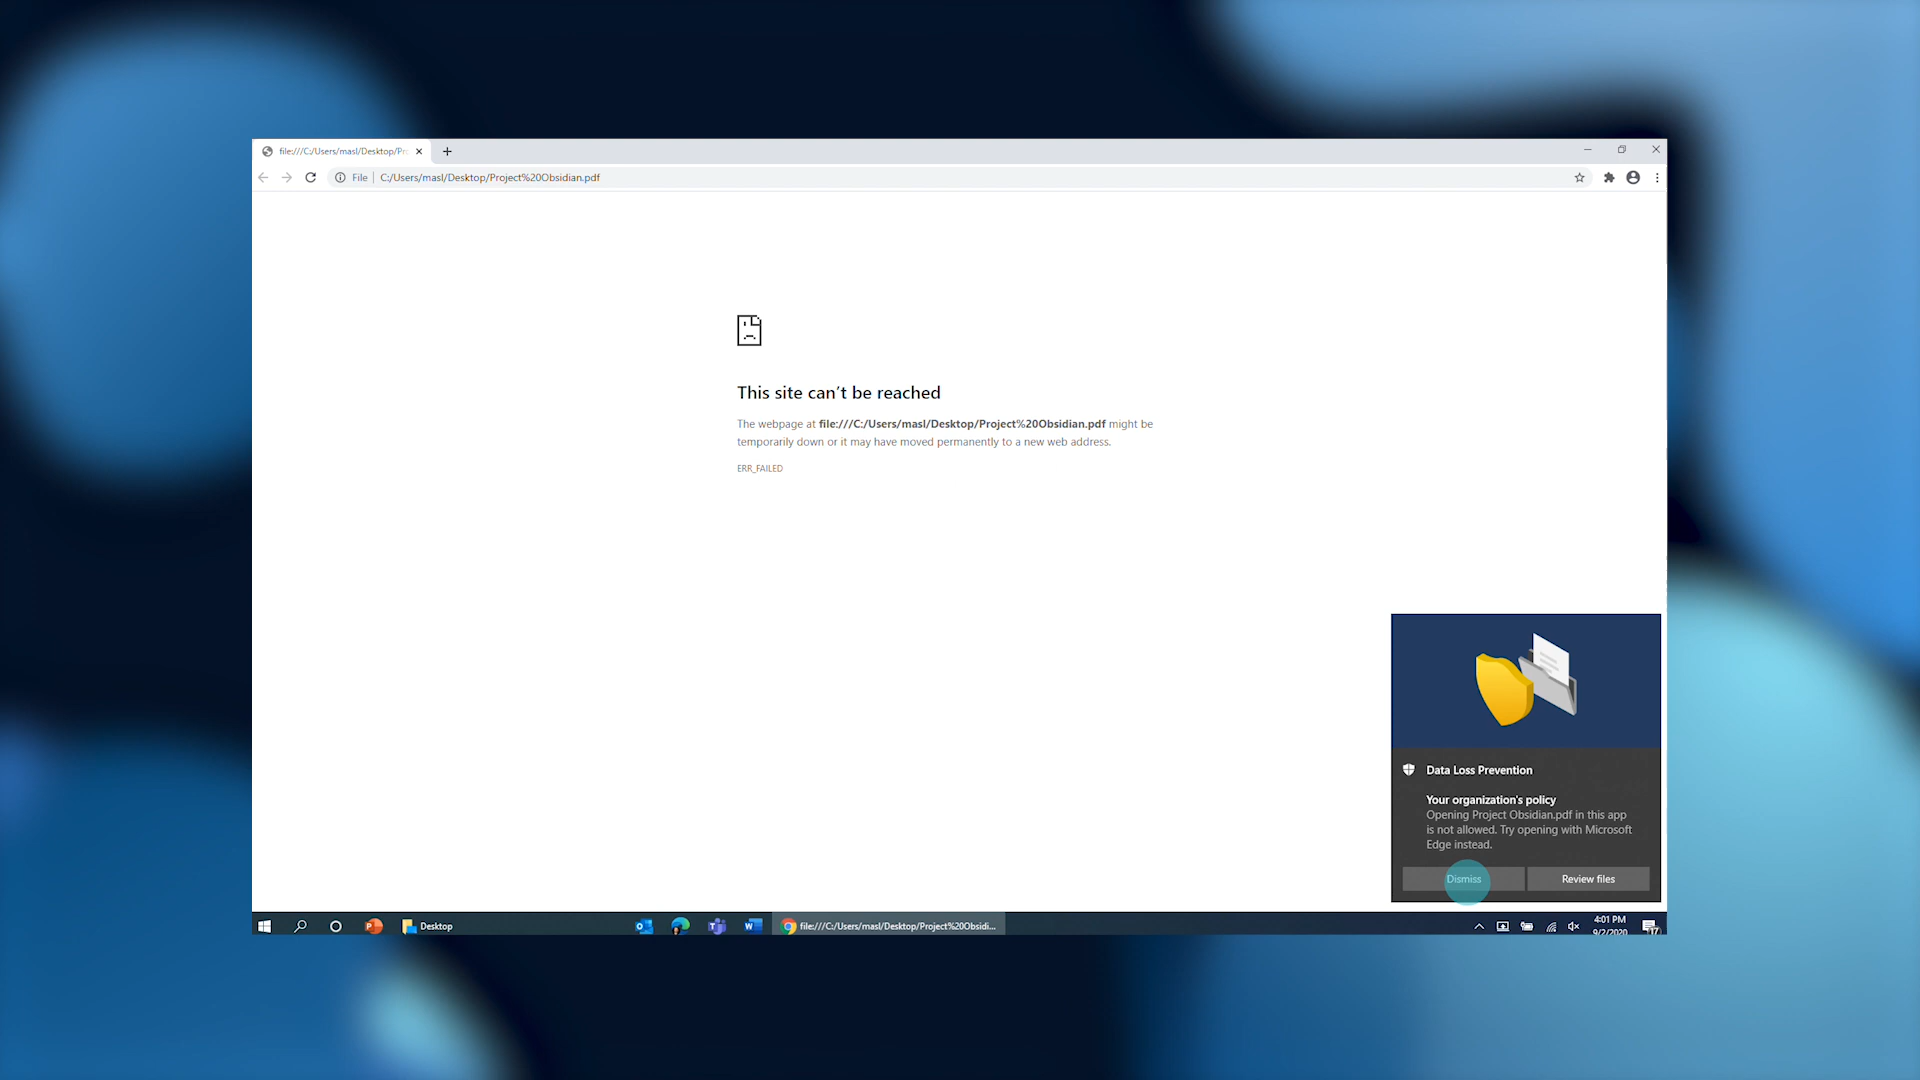 file:///C:/Users/masl/Desktop/Pr
File
C:/Users/masl/Desktop/Project%20Obsidian.pdf
This site can't be reached
The webpage at file:///C:/Users/masl/Desktop/Project%20Obsidian.pdf might be
temporarily down or it may have moved permanently to a new web address.
ERR_FAILED
Data Loss Prevention
Your organization's policy
Opening Project Obsidian.pdf in this app
is not allowed. Try opening with Microsoft
Edge instead.
Dismiss
Review files
Desktop
file:///C:/Users/masl/Desktop/Project%20Obsidi...
4:01 PM
9/2/2020
17